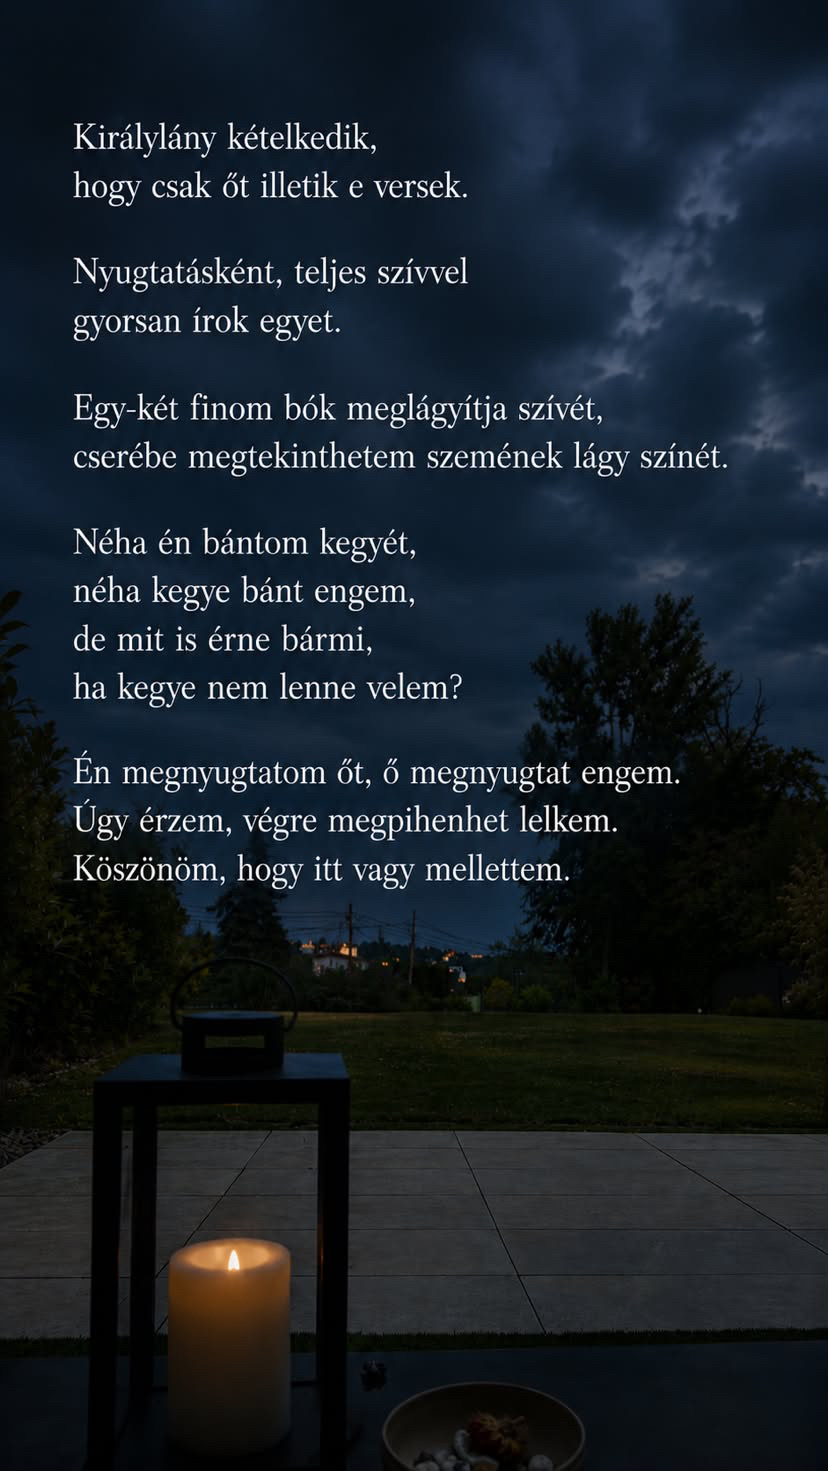 Királylány kételkedik,
hogy csak őt illetik e versek.
Nyugtatásként, teljes szívvel
gyorsan írok egyet.
Egy-két finom bók meglágyítja szívét,
cserébe megtekinthetem szemének lágy színét.
Néha én bántom kegyét,
néha kegye bánt engem,
de mit is érne bármi,
ha kegye nem lenne velem?
Én megnyugtatom őt, ő megnyugtat engem.
Úgy érzem, végre megpihenhet lelkem.
Köszönöm, hogy itt vagy mellettem.